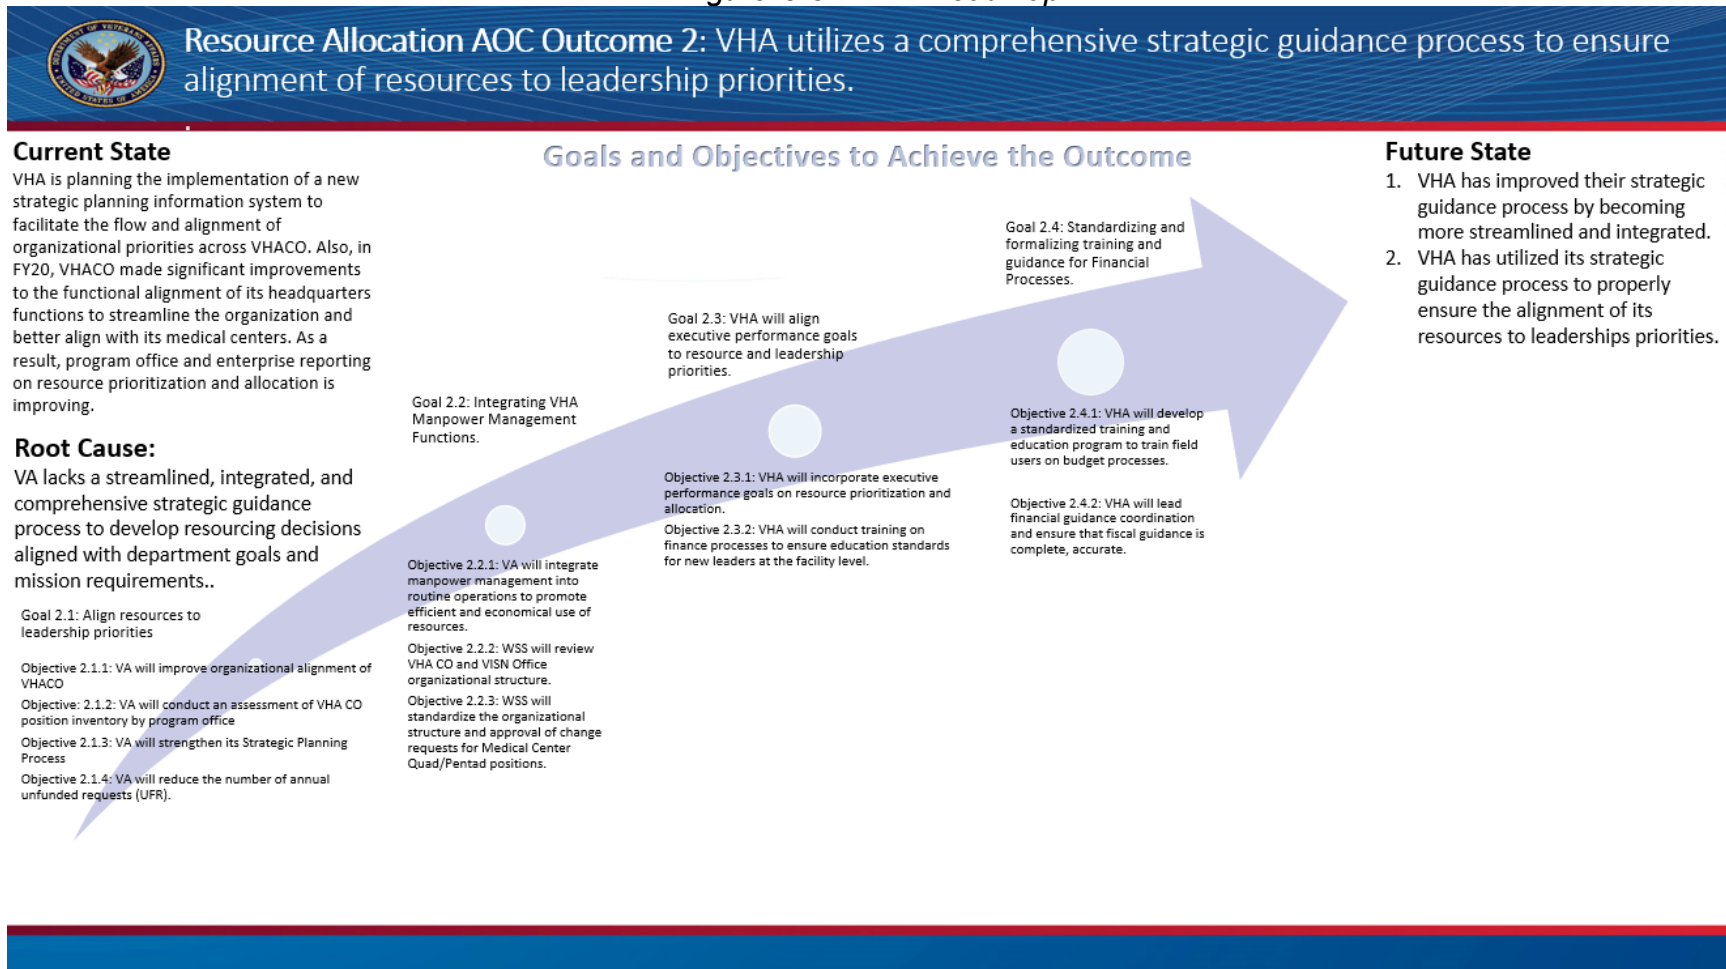 Resource Allocation AOC Outcome 2: VHA utilizes a comprehensive strategic guidance process to ensure
alignment of resources to leadership priorities.
.
Current State
VHA is planning the implementation of a new
strategic planning information system to
facilitate the flow and alignment of
organizational priorities across VHACO. Also, in
FY20, VHACO made significant improvements
to the functional alignment of its headquarters
functions to streamline the organization and
better align with its medical centers. As a
result, program office and enterprise reporting
on resource prioritization and allocation is
improving.
Root Cause:
VA lacks a streamlined, integrated, and
comprehensive strategic guidance
process to develop resourcing decisions
aligned with department goals and
mission requirements..
Goals and Objectives to Achieve the Outcome
Goal 2.1: Align resources to
leadership priorities
Objective 2.1.1: VA will improve organizational alignment of
VHACO
Objective: 2.1.2: VA will conduct an assessment of VHA CO
position inventory by program office
Objective 2.1.3: VA will strengthen its Strategic Planning
Process
Objective 2.1.4: VA will reduce the number of annual
unfunded requests (UFR).
Goal 2.2: Integrating VHA
Manpower Management
Functions.
Objective 2.2.1: VA will integrate
manpower management into
routine operations to promote
efficient and economical use of
resources.
Objective 2.2.2: WSS will review
VHA CO and VISN Office
organizational structure.
Objective 2.2.3: WSS will
standardize the organizational
structure and approval of change
requests for Medical Center
Quad/Pentad positions.
Goal 2.3: VHA will align
executive performance goals
to resource and leadership
priorities.
Objective 2.3.1: VHA will incorporate executive
performance goals on resource prioritization and
allocation.
Objective 2.3.2: VHA will conduct training on
finance processes to ensure education standards
for new leaders at the facility level.
Goal 2.4: Standardizing and
formalizing training and
guidance for Financial
Processes.
Objective 2.4.1: VHA will develop
a standardized training and
education program to train field
users on budget processes.
Objective 2.4.2: VHA will lead
financial guidance coordination
and ensure that fiscal guidance is
complete, accurate.
Future State
1. VHA has improved their strategic
guidance process by becoming
more streamlined and integrated.
2. VHA has utilized its strategic
guidance process to properly
ensure the alignment of its
resources to leaderships priorities.